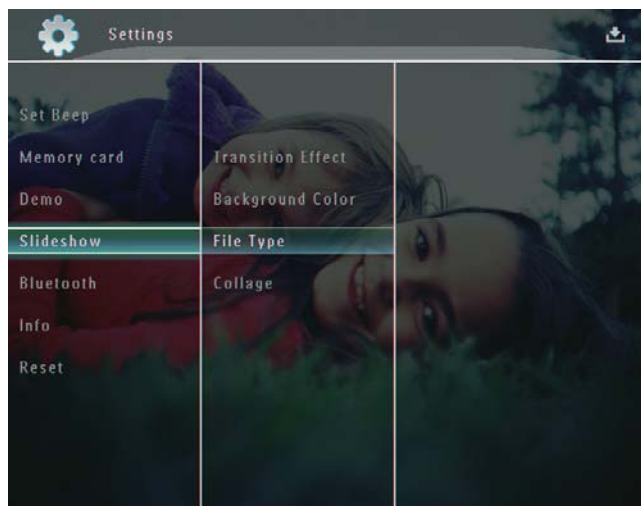 Settings
Set Beep
Memory card
Demo
Slideshow
Bluetooth
Info
Reset
Transition Effect
Background Color
File Type
Collage